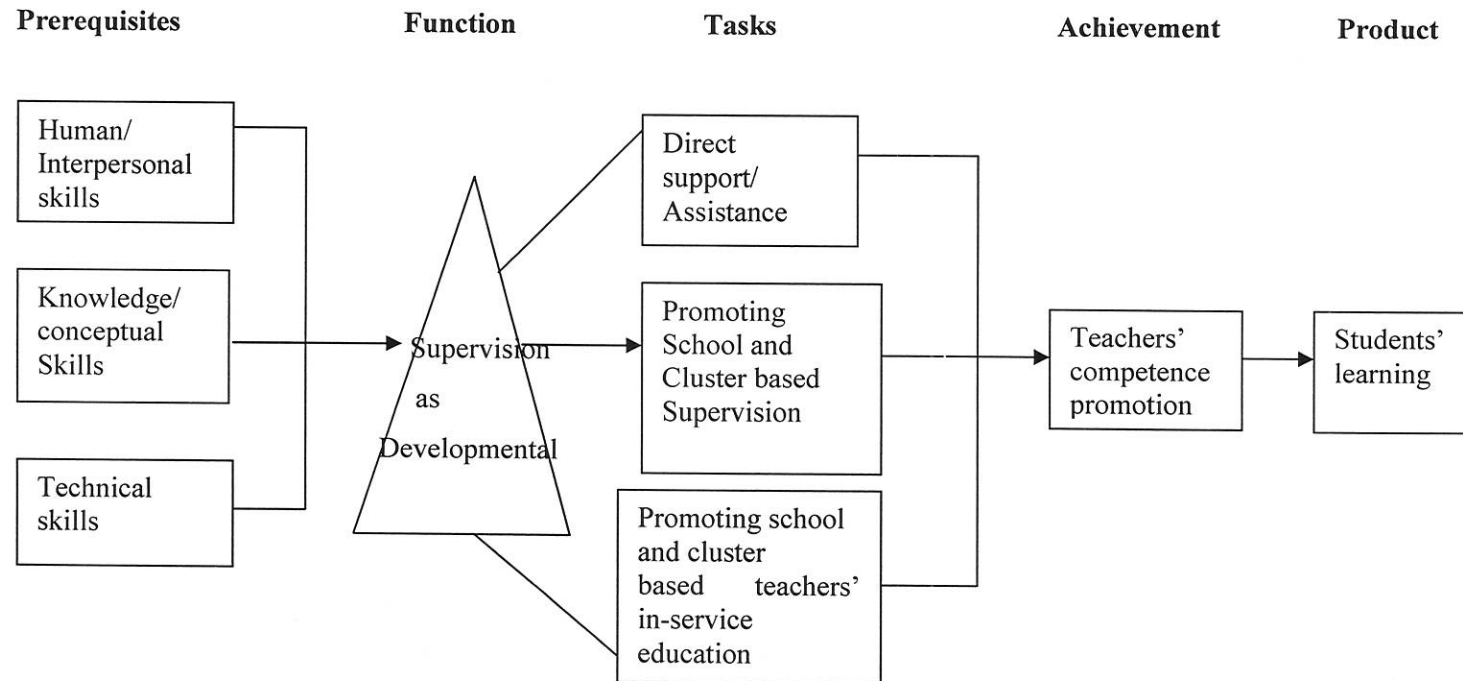 Prerequisites
Function
Tasks
Achievement
Product
Human/
Interpersonal
skills
Knowledge/
conceptual
Skills
Technical
skills
Supervision
as
Developmental
Direct
support/
Assistance
Promoting
School and
Cluster based
Supervision
Promoting school
and cluster
based teachers’
in-service
education
Teachers’
competence
promotion
Students’
learning